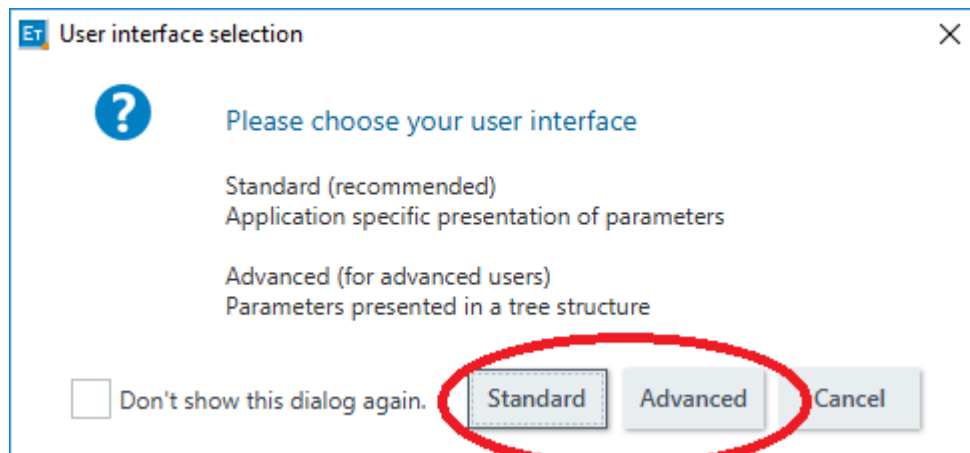 ET User interface selection
?
Please choose your user interface
Standard (recommended)
Application specific presentation of parameters
Advanced (for advanced users)
Parameters presented in a tree structure
Don't show this dialog again. Standard Advanced Cancel